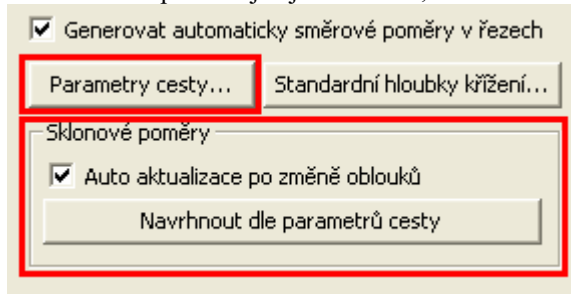 Generovat automaticky směrové poměry v řezech
Parametry cesty... Standardní hloubky křížení...
Sklonové poměry
Auto aktualizace po změně oblouků
Navrhnout dle parametrů cesty